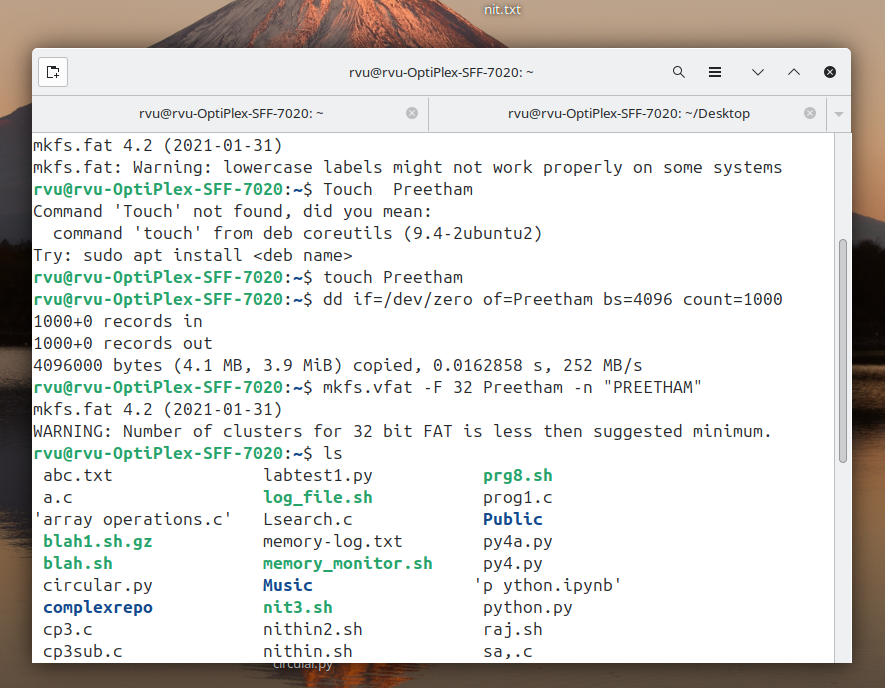 nit.txt
rvu@rvu-OptiPlex-SFF-7020: ~
rvu@rvu-OptiPlex-SFF-7020: ~ rvu@rvu-OptiPlex-SFF-7020: ~/Desktop
mkfs.fat 4.2 (2021-01-31)
mkfs.fat: Warning: lowercase labels might not work properly on some systems
rvu@rvu-OptiPlex-SFF-7020:~$ Touch  Preetham
Command 'Touch' not found, did you mean:
  command 'touch' from deb coreutils (9.4-2ubuntu2)
Try: sudo apt install <deb name>
rvu@rvu-OptiPlex-SFF-7020:~$ touch Preetham
rvu@rvu-OptiPlex-SFF-7020:~$ dd if=/dev/zero of=Preetham bs=4096 count=1000
1000+0 records in
1000+0 records out
4096000 bytes (4.1 MB, 3.9 MiB) copied, 0.0162858 s, 252 MB/s
rvu@rvu-OptiPlex-SFF-7020:~$ mkfs.vfat -F 32 Preetham -n "PREETHAM"
mkfs.fat 4.2 (2021-01-31)
WARNING: Number of clusters for 32 bit FAT is less then suggested minimum.
rvu@rvu-OptiPlex-SFF-7020:~$ ls
 abc.txt               labtest1.py           prg8.sh
 a.c                   log_file.sh           prog1.c
'array operations.c'   Lsearch.c             Public
 blah1.sh.gz           memory-log.txt        py4a.py
 blah.sh               memory_monitor.sh     py4.py
 circular.py           Music                'p ython.ipynb'
 complexrepo           nit3.sh               python.py
 cp3.c                 nithin2.sh            raj.sh
 cp3sub.c              nithin.sh             sa,.c
circular.py